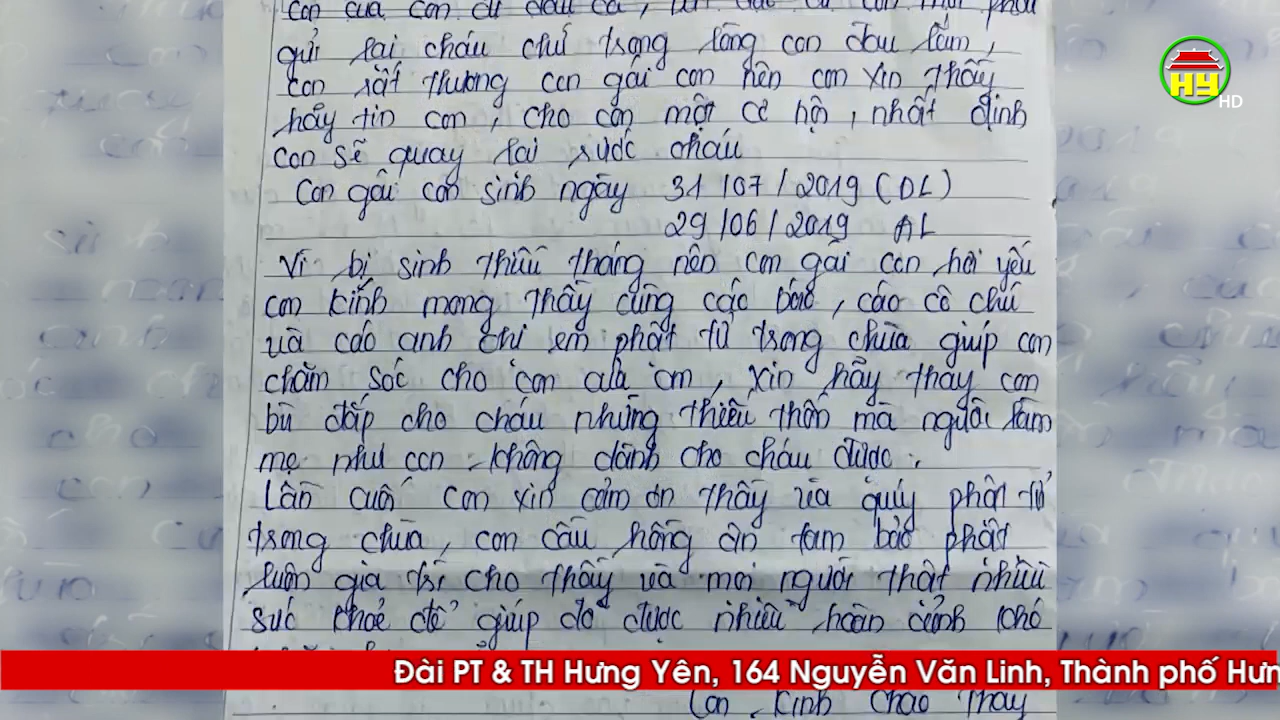 gửi lại cháu chứ trong lòng con đau lắm,
con rất thương con gái con nên con xin thầy
hãy tin con, cho con một cơ hội, nhất định
con sẽ quay lại rước cháu
Con gái con sinh ngày 31/07/2019 (DL)
29/06/2019 AL
Vì bị sinh thiếu tháng nên con gái con hơi yếu
con kính mong thầy cùng các bác, các cô chú
và các anh chị em phật tử trong chùa giúp con
chăm sóc cho con của con, xin hãy thay con
bù đắp cho cháu những thiếu thốn mà người làm
mẹ như con không dành cho cháu được.
Lần cuối con xin cảm ơn thầy và quý phật tử
trong chùa, con cầu hồng ân tam bảo phật
luôn gia trì cho thầy và mọi người thật nhiều
sức khoẻ để giúp đỡ được nhiều hoàn cảnh khó
Con kính chào thầy
HY HD
Đài PT & TH Hưng Yên, 164 Nguyễn Văn Linh, Thành phố Hưn